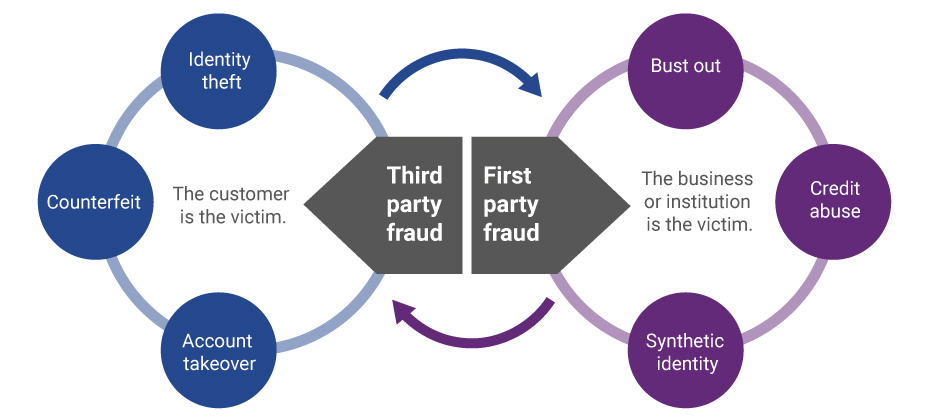 Identity
theft
Counterfeit
The customer
is the victim.
Account
takeover
Third
party
fraud
First
party
fraud
Bust out
The business
or institution
is the victim.
Credit
abuse
Synthetic
identity